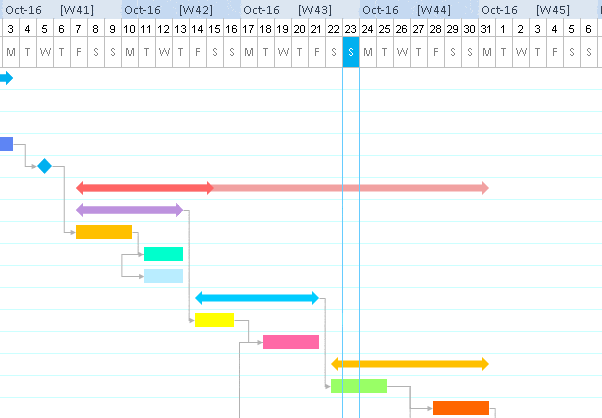 Oct-16 [W41] Oct-16 [W42] Oct-16 [W43] Oct-16 [W44] Oct-16 [W45]
3 4 5 6 7 8 9 10 11 12 13 14 15 16 17 18 19 20 21 22 23 24 25 26 27 28 29 30 31 1 2 3 4 5 6
M T W T F S S M T W T F S S M T W T F S S M T W T F S S M T W T F S S